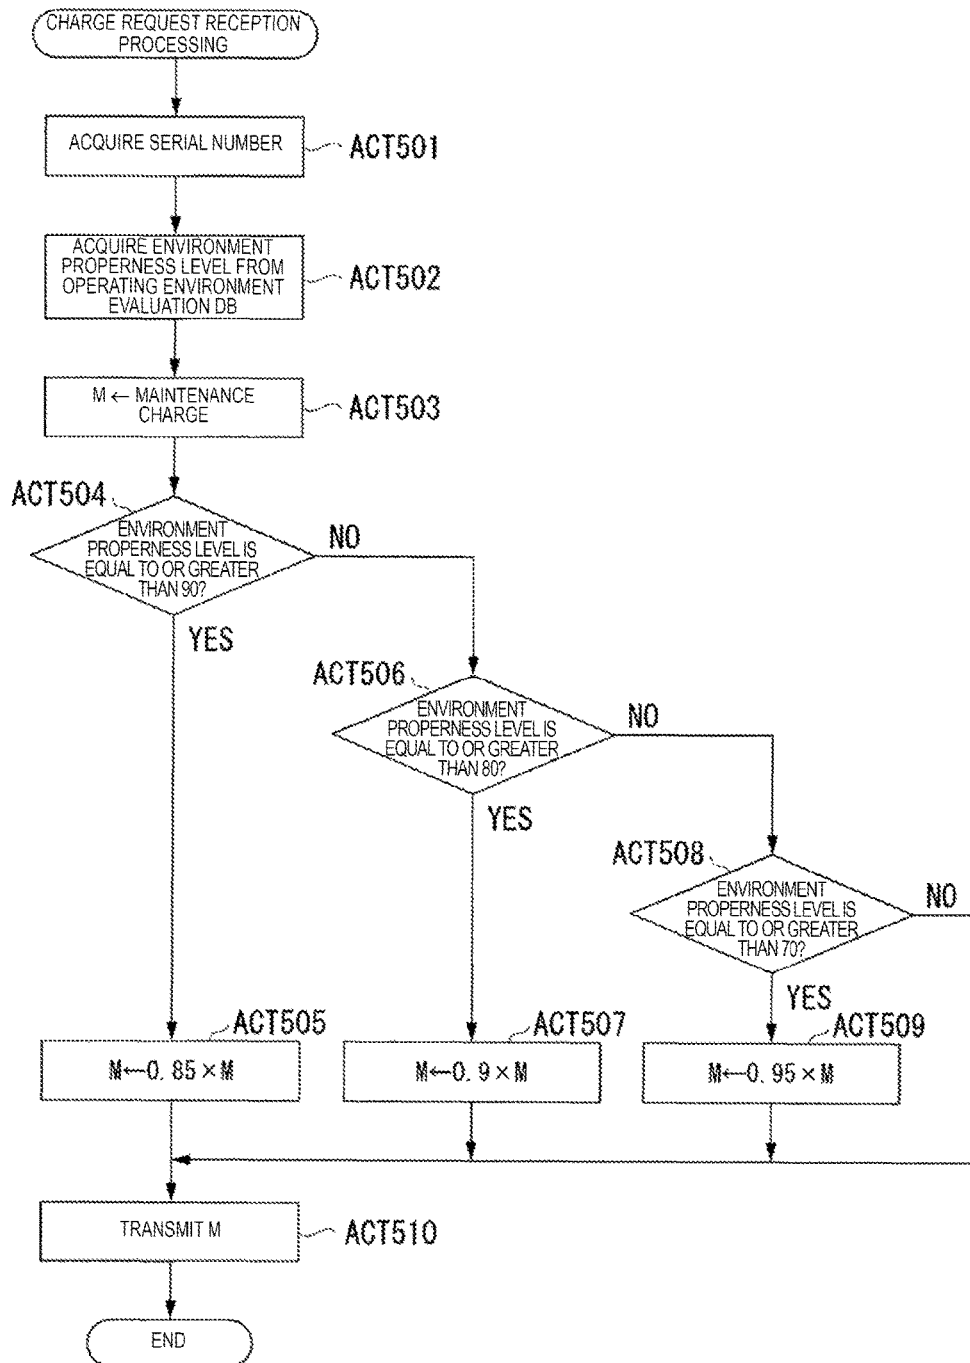 CHARGE REQUEST RECEPTION
PROCESSING
ACQUIRE SERIAL NUMBER
ACT501
ACQUIRE ENVIRONMENT
PROPERNESS LEVEL FROM
OPERATING ENVIRONMENT
EVALUATION DB
ACT502
M ← MAINTENANCE
CHARGE
ACT503
ACT504
ENVIRONMENT
PROPERNESS LEVEL IS
EQUAL TO OR GREATER
THAN 90?
NO
YES
ACT506
ENVIRONMENT
PROPERNESS LEVEL IS
EQUAL TO OR GREATER
THAN 80?
NO
YES
ACT508
ENVIRONMENT
PROPERNESS LEVEL IS
EQUAL TO OR GREATER
THAN 70?
NO
YES
ACT505
M←0.85×M
ACT507
M←0.9×M
ACT509
M←0.95×M
TRANSMIT M
ACT510
END